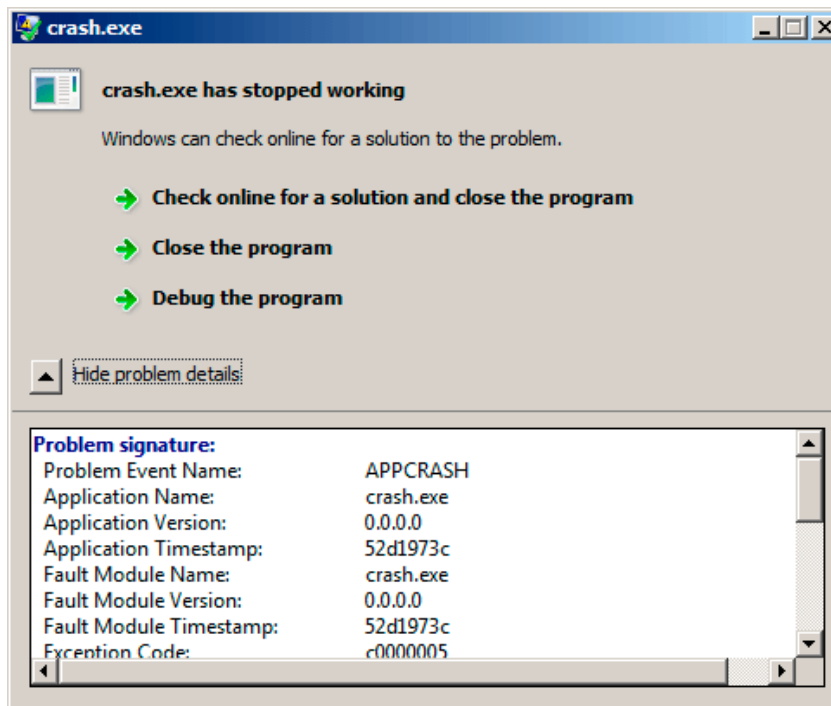 crash.exe
crash.exe has stopped working
Windows can check online for a solution to the problem.
Check online for a solution and close the program
Close the program
Debug the program
Hide problem details
Problem signature:
Problem Event Name: APPCRASH
Application Name: crash.exe
Application Version: 0.0.0.0
Application Timestamp: 52d1973c
Fault Module Name: crash.exe
Fault Module Version: 0.0.0.0
Fault Module Timestamp: 52d1973c
Exception Code: c0000005